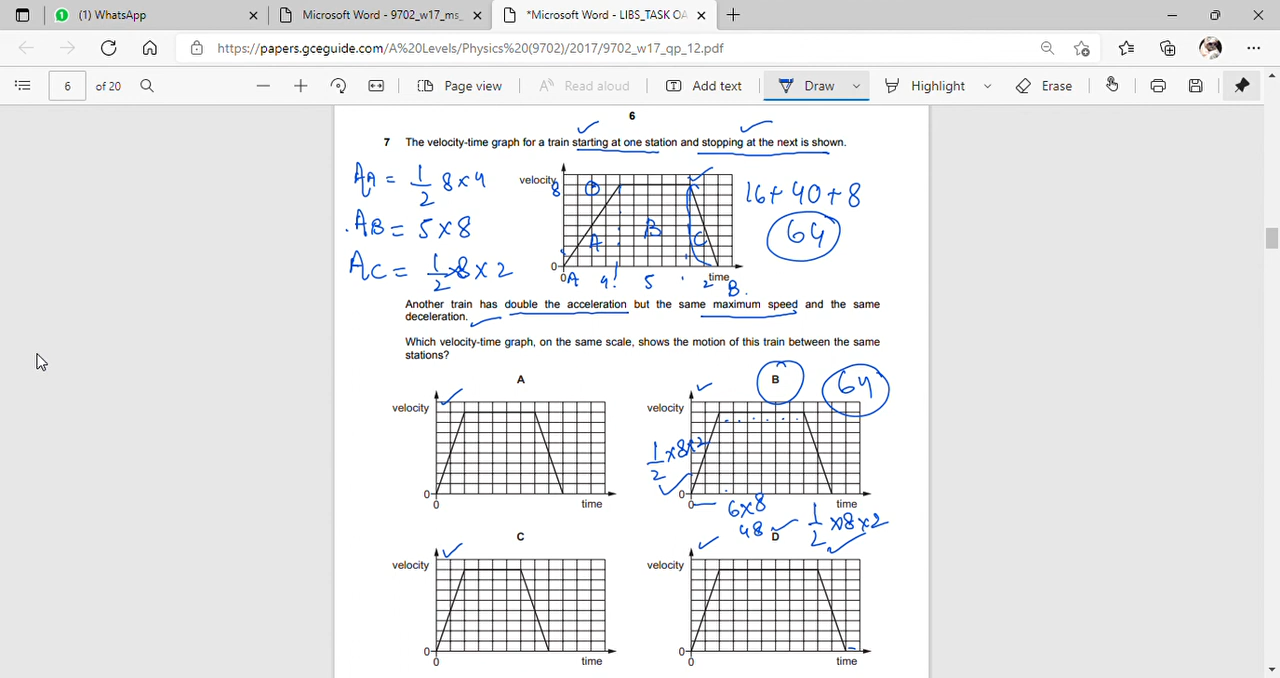 (1) WhatsApp
Microsoft Word - 9702_w17_ms_
*Microsoft Word - LIBS_TASK OA
https://papers.gceguide.com/A%20Levels/Physics%20(9702)/2017/9702_w17_qp_12.pdf
6 of 20
Page view
Read aloud
Add text
Draw
Highlight
Erase
6
7 The velocity-time graph for a train starting at one station and stopping at the next is shown.
AA = 1/2 8×4
AB = 5×8
AC = 1/2 ×8×2
velocity
8
A
B
C
0
0
A
4
5
2
time
B
16+40+8
64
Another train has double the acceleration but the same maximum speed and the same
deceleration.
Which velocity-time graph, on the same scale, shows the motion of this train between the same
stations?
A
velocity
0
0
time
B
64
velocity
1/2 ×8×2
0
0
time
6×8
48
1/2 ×8×2
C
velocity
0
0
time
D
velocity
0
0
time